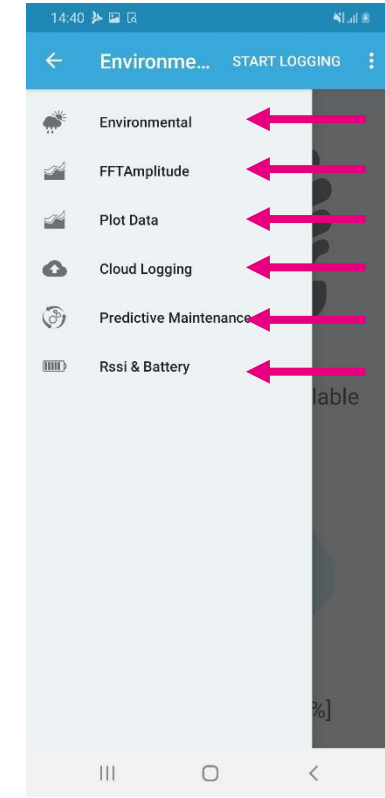 14:40
Environme... START LOGGING
Environmental
FFTAmplitude
Plot Data
Cloud Logging
Predictive Maintenance
Rssi & Battery
lable
%]